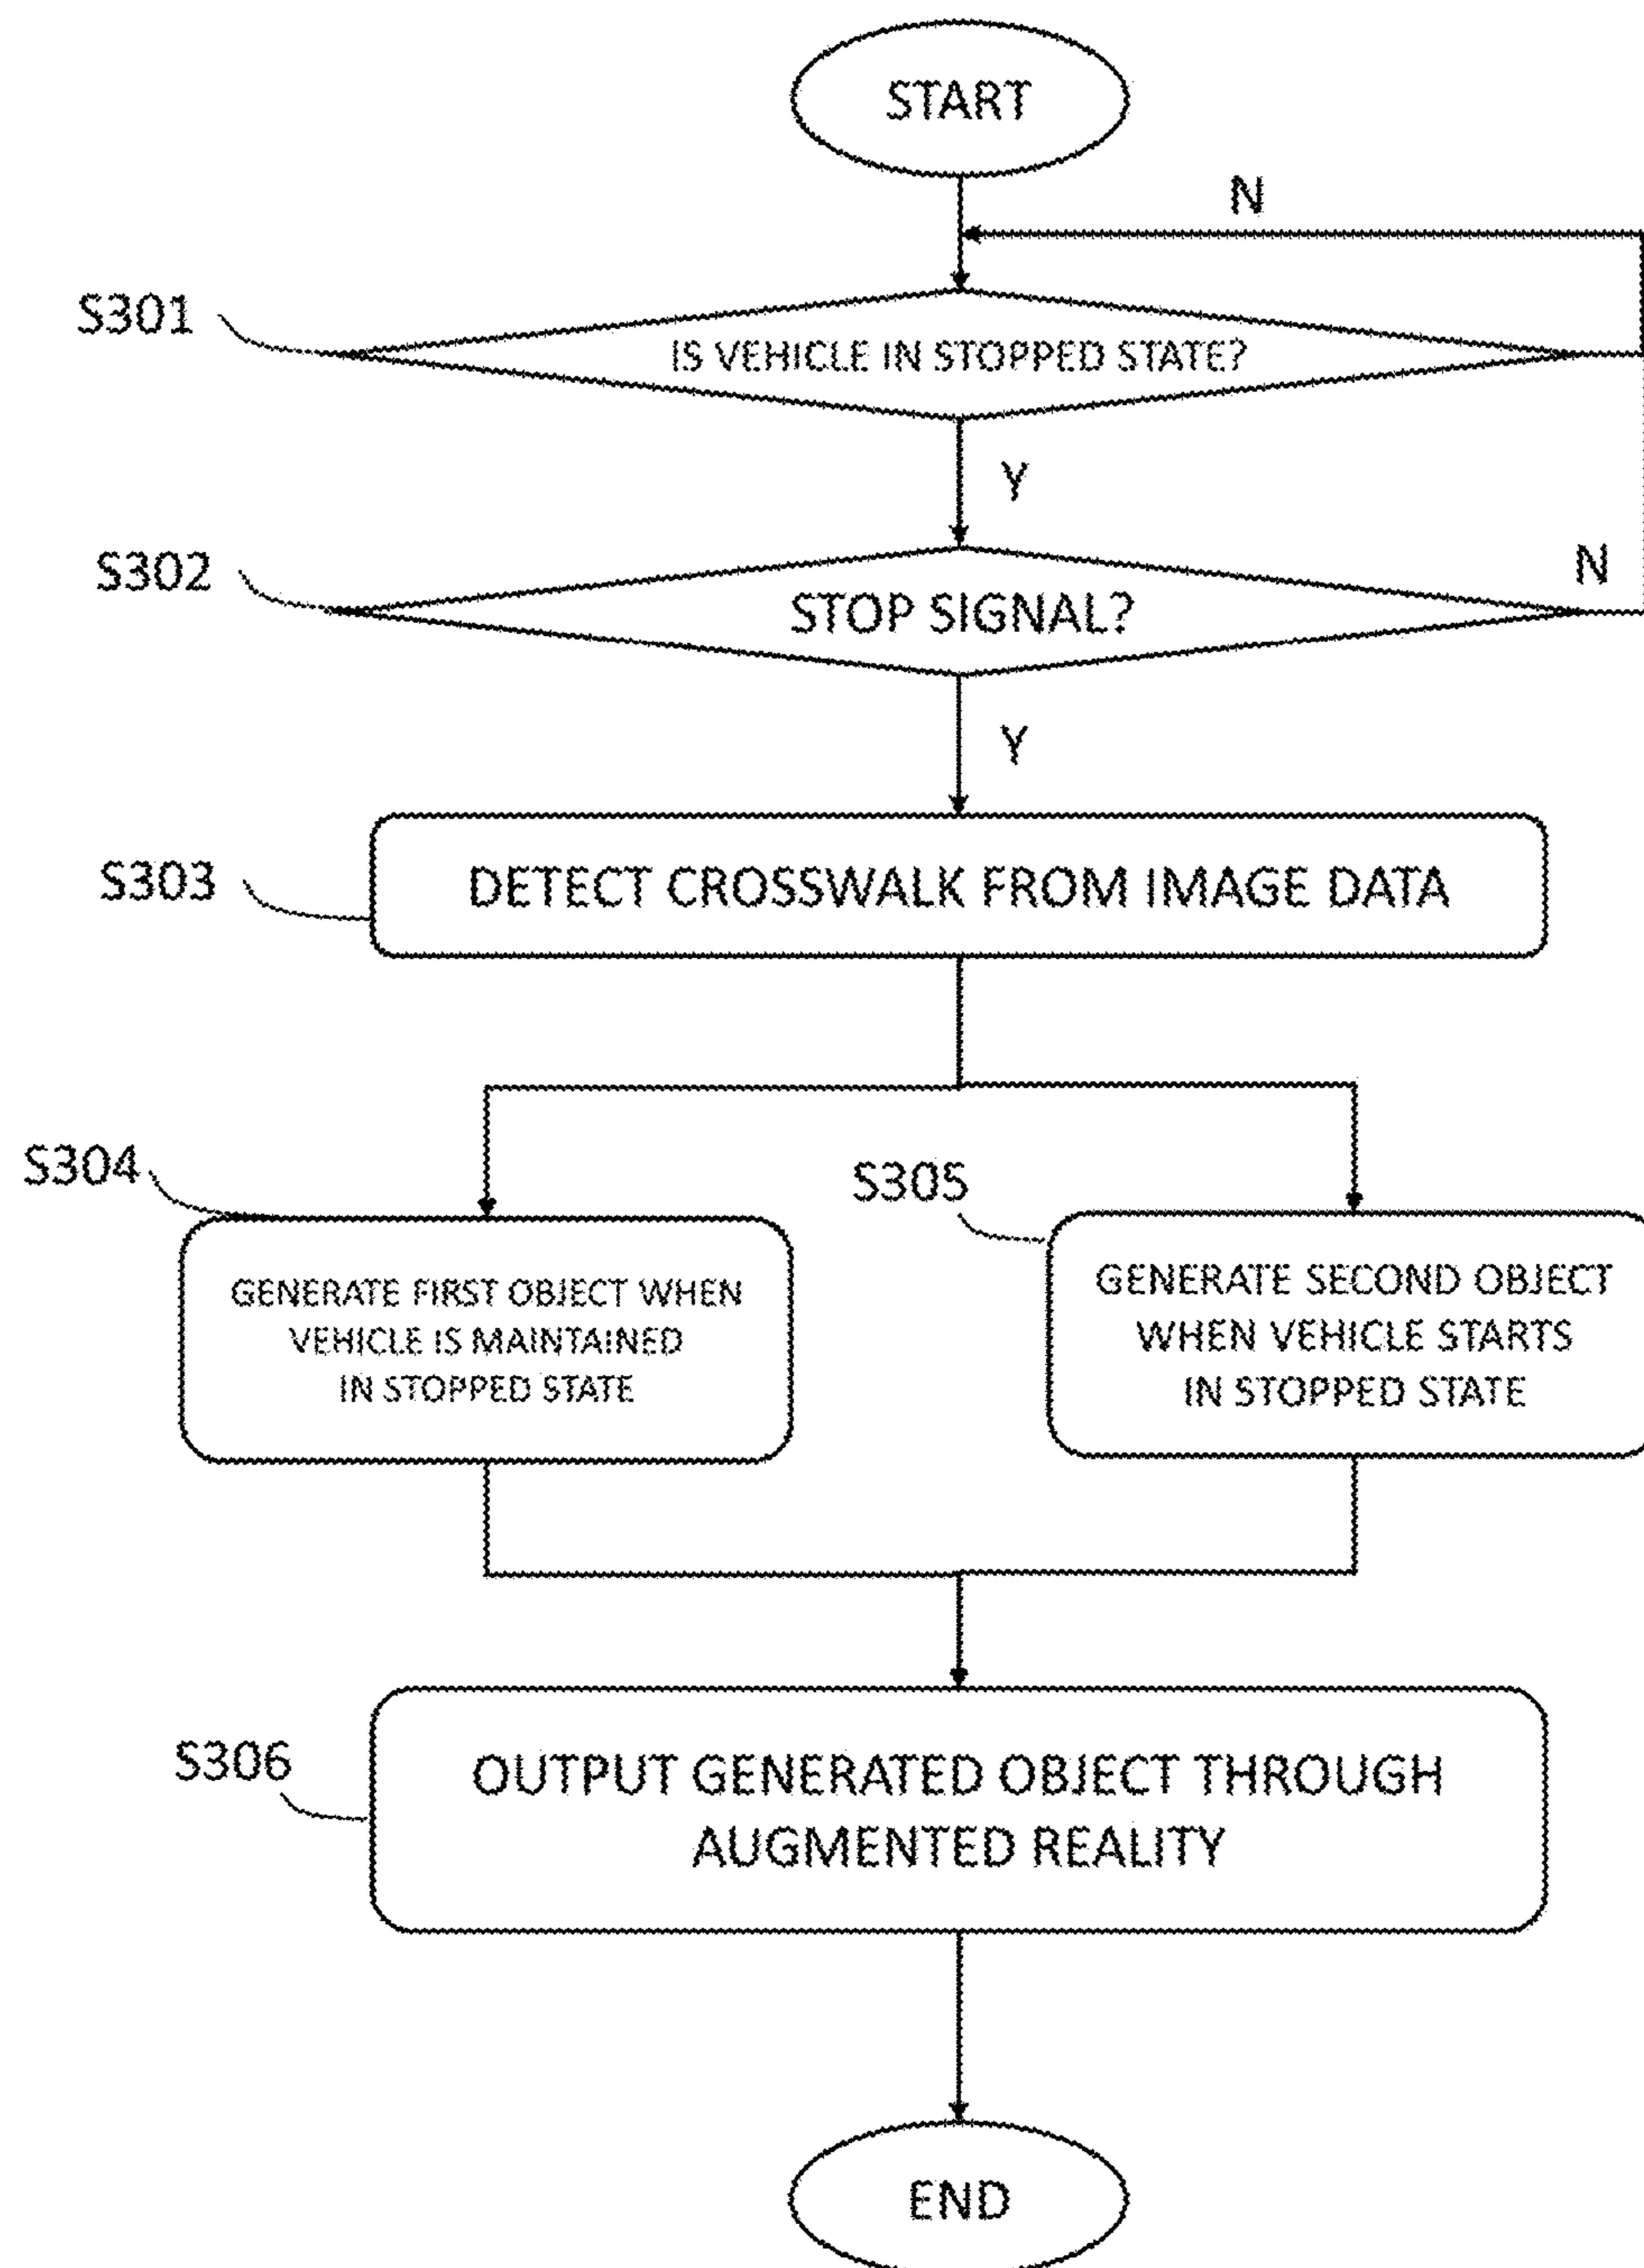 START
N
S301
IS VEHICLE IN STOPPED STATE?
Y
S302
N
STOP SIGNAL?
Y
S303
DETECT CROSSWALK FROM IMAGE DATA
S304
GENERATE FIRST OBJECT WHEN
VEHICLE IS MAINTAINED
IN STOPPED STATE
S305
GENERATE SECOND OBJECT
WHEN VEHICLE STARTS
IN STOPPED STATE
S306
OUTPUT GENERATED OBJECT THROUGH
AUGMENTED REALITY
END